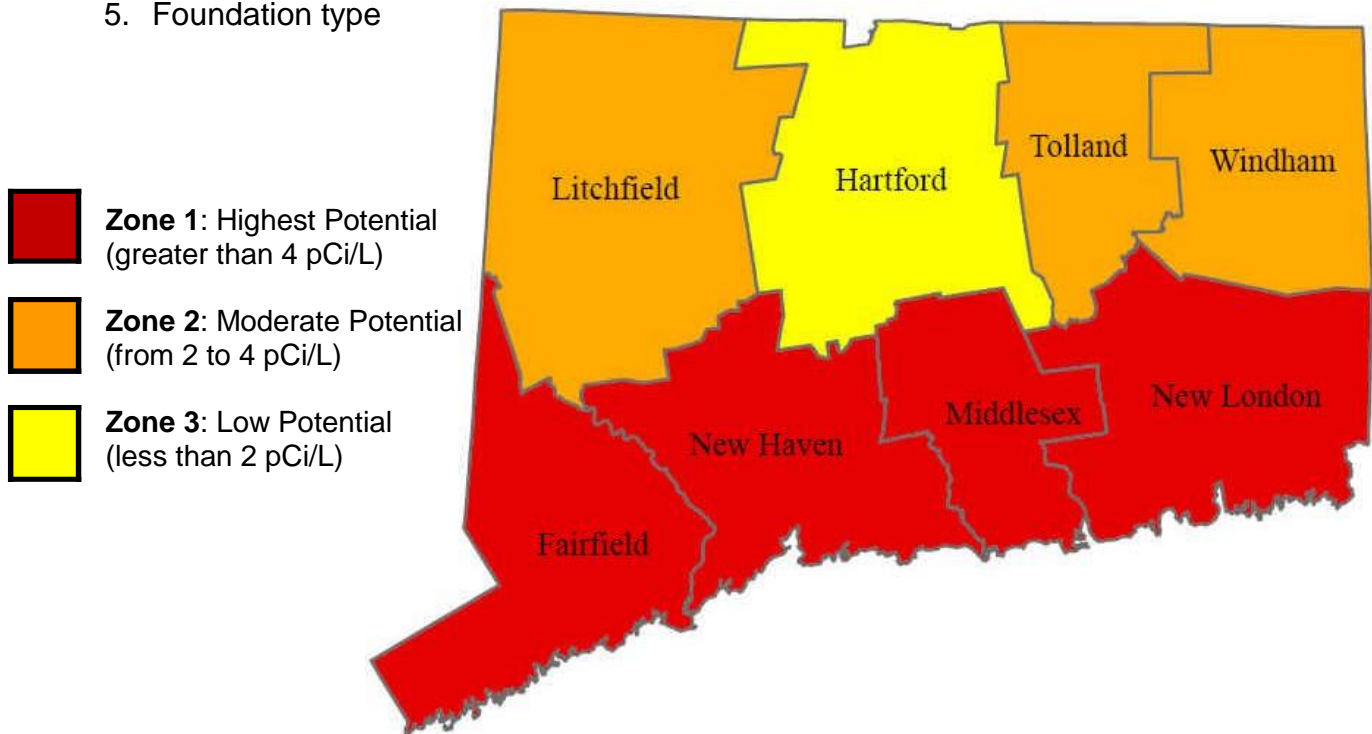 5. Foundation type
Zone 1: Highest Potential
(greater than 4 pCi/L)
Zone 2: Moderate Potential
(from 2 to 4 pCi/L)
Zone 3: Low Potential
(less than 2 pCi/L)
Litchfield
Hartford
Tolland
Windham
Fairfield
New Haven
Middlesex
New London